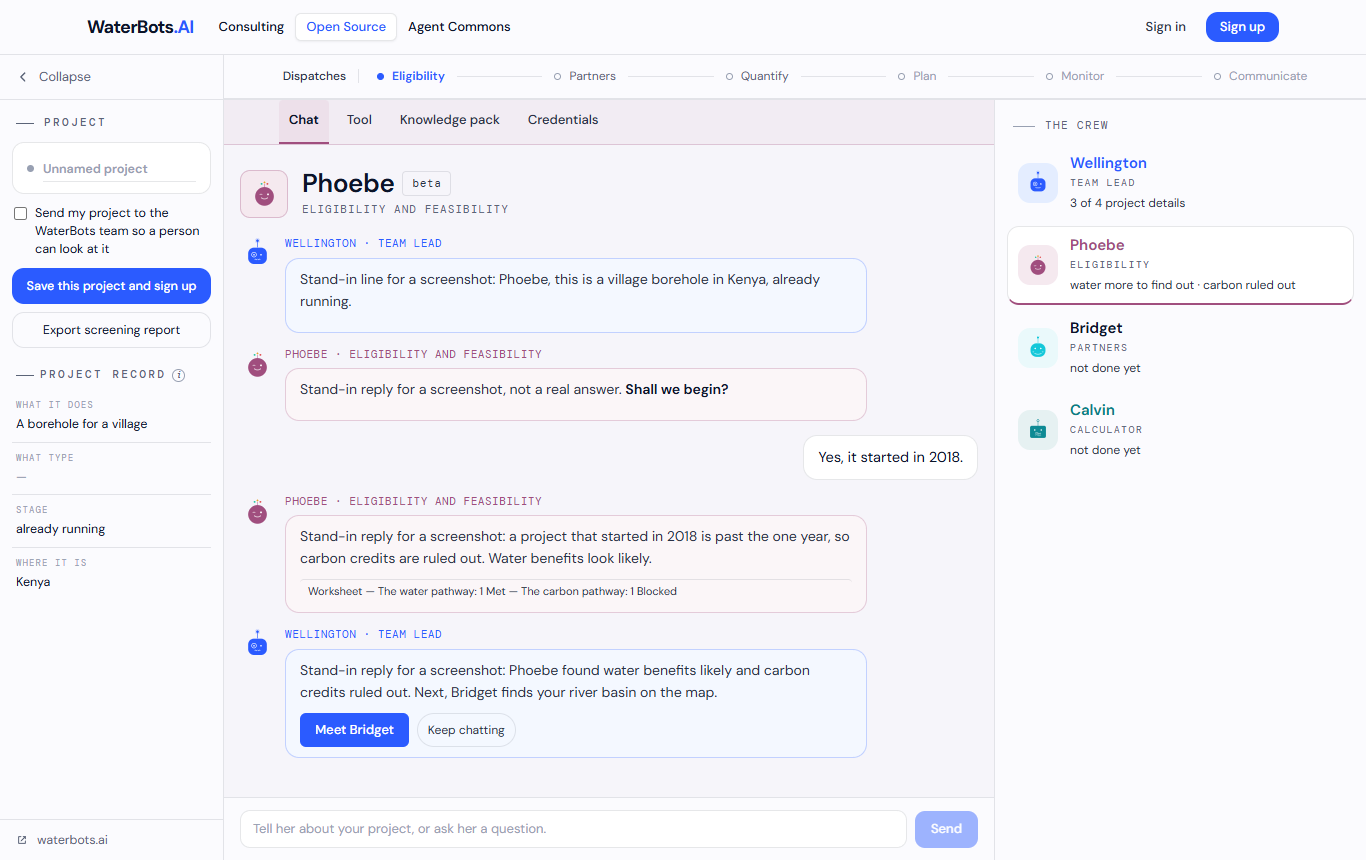 WaterBots.AI
Consulting
Open Source
Agent Commons
Sign in
Sign up
Collapse
Dispatches
Eligibility
Partners
Quantify
Plan
Monitor
Communicate
PROJECT
Unnamed project
Send my project to the
WaterBots team so a person
can look at it
Save this project and sign up
Export screening report
PROJECT RECORD i
WHAT IT DOES
A borehole for a village
WHAT TYPE
—
STAGE
already running
WHERE IT IS
Kenya
waterbots.ai
Chat
Tool
Knowledge pack
Credentials
Phoebe beta
ELIGIBILITY AND FEASIBILITY
WELLINGTON · TEAM LEAD
Stand-in line for a screenshot: Phoebe, this is a village borehole in Kenya, already
running.
PHOEBE · ELIGIBILITY AND FEASIBILITY
Stand-in reply for a screenshot, not a real answer. Shall we begin?
Yes, it started in 2018.
PHOEBE · ELIGIBILITY AND FEASIBILITY
Stand-in reply for a screenshot: a project that started in 2018 is past the one year, so
carbon credits are ruled out. Water benefits look likely.
Worksheet — The water pathway: 1 Met — The carbon pathway: 1 Blocked
WELLINGTON · TEAM LEAD
Stand-in reply for a screenshot: Phoebe found water benefits likely and carbon
credits ruled out. Next, Bridget finds your river basin on the map.
Meet Bridget
Keep chatting
Tell her about your project, or ask her a question.
Send
THE CREW
Wellington
TEAM LEAD
3 of 4 project details
Phoebe
ELIGIBILITY
water more to find out · carbon ruled out
Bridget
PARTNERS
not done yet
Calvin
CALCULATOR
not done yet